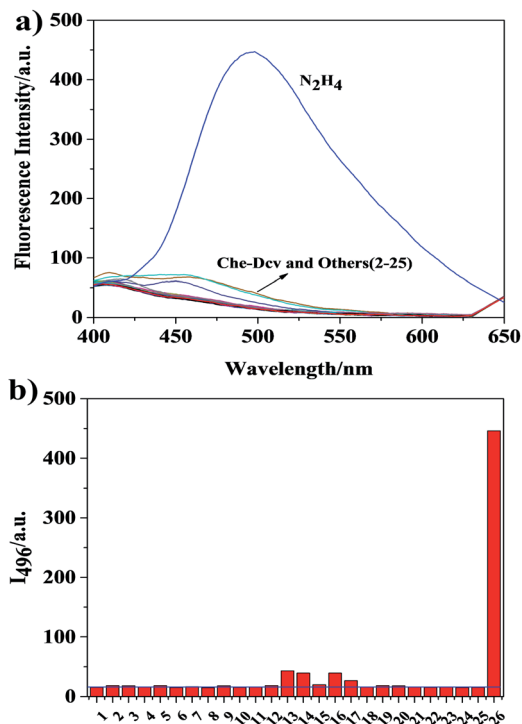 a)
500
400
300
200
100
0
Fluorescence Intensity/a.u.
N2H4
Che-Dcv and Others(2-25)
400 450 500 550 600 650
Wavelength/nm
b)
500
400
300
200
100
0
I496/a.u.
1 2 3 4 5 6 7 8 9 10 11 12 13 14 15 16 17 18 19 20 21 22 23 24 25 26